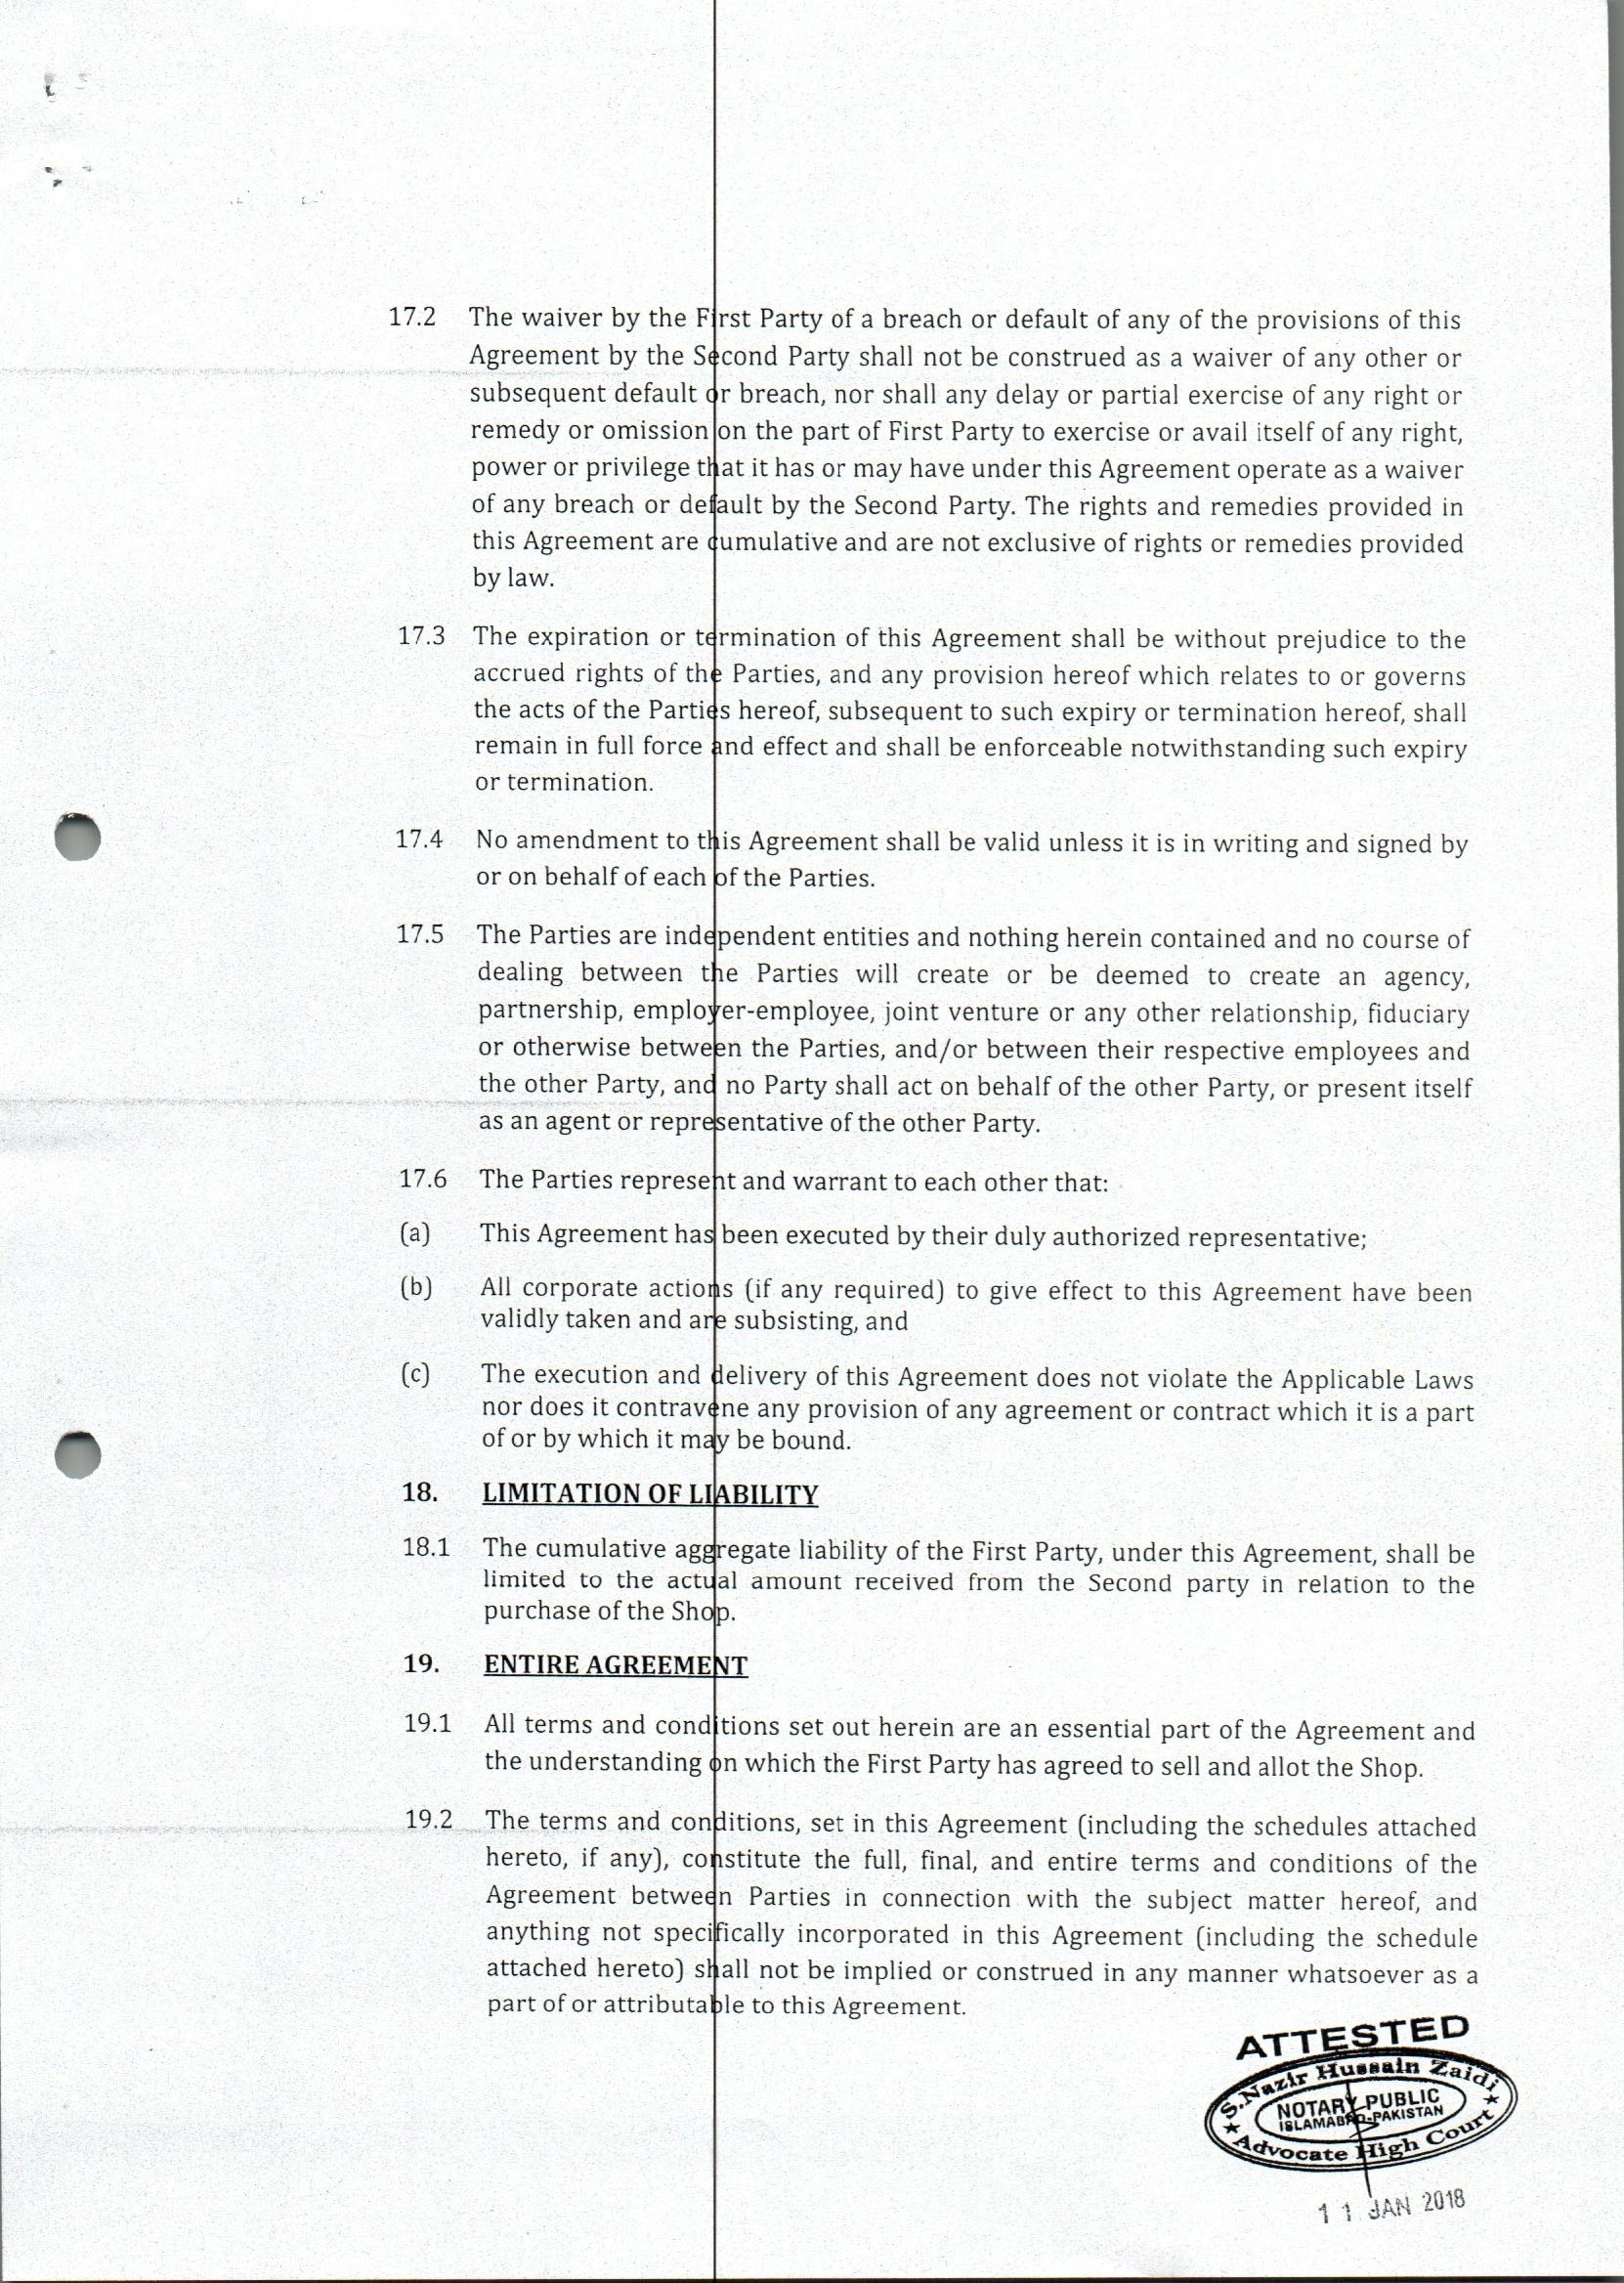 17.2 The waiver by the First Party of a breach or default of any of the provisions of this
Agreement by the Second Party shall not be construed as a waiver of any other or
subsequent default or breach, nor shall any delay or partial exercise of any right or
remedy or omission on the part of First Party to exercise or avail itself of any right,
power or privilege that it has or may have under this Agreement operate as a waiver
of any breach or default by the Second Party. The rights and remedies provided in
this Agreement are cumulative and are not exclusive of rights or remedies provided
by law.
17.3 The expiration or termination of this Agreement shall be without prejudice to the
accrued rights of the Parties, and any provision hereof which relates to or governs
the acts of the Parties hereof, subsequent to such expiry or termination hereof, shall
remain in full force and effect and shall be enforceable notwithstanding such expiry
or termination.
17.4 No amendment to this Agreement shall be valid unless it is in writing and signed by
or on behalf of each of the Parties.
17.5 The Parties are independent entities and nothing herein contained and no course of
dealing between the Parties will create or be deemed to create an agency,
partnership, employer-employee, joint venture or any other relationship, fiduciary
or otherwise between the Parties, and/or between their respective employees and
the other Party, and no Party shall act on behalf of the other Party, or present itself
as an agent or representative of the other Party.
17.6 The Parties represent and warrant to each other that:
(a) This Agreement has been executed by their duly authorized representative;
(b) All corporate actions (if any required) to give effect to this Agreement have been
validly taken and are subsisting, and
(c) The execution and delivery of this Agreement does not violate the Applicable Laws
nor does it contravene any provision of any agreement or contract which it is a part
of or by which it may be bound.
18. LIMITATION OF LIABILITY
18.1 The cumulative aggregate liability of the First Party, under this Agreement, shall be
limited to the actual amount received from the Second party in relation to the
purchase of the Shop.
19. ENTIRE AGREEMENT
19.1 All terms and conditions set out herein are an essential part of the Agreement and
the understanding on which the First Party has agreed to sell and allot the Shop.
19.2 The terms and conditions, set in this Agreement (including the schedules attached
hereto, if any), constitute the full, final, and entire terms and conditions of the
Agreement between Parties in connection with the subject matter hereof, and
anything not specifically incorporated in this Agreement (including the schedule
attached hereto) shall not be implied or construed in any manner whatsoever as a
part of or attributable to this Agreement.
ATTESTED
S.Nazir Hussain Zaidi
NOTARY PUBLIC
ISLAMABAD-PAKISTAN
Advocate High Court
11 JAN 2018